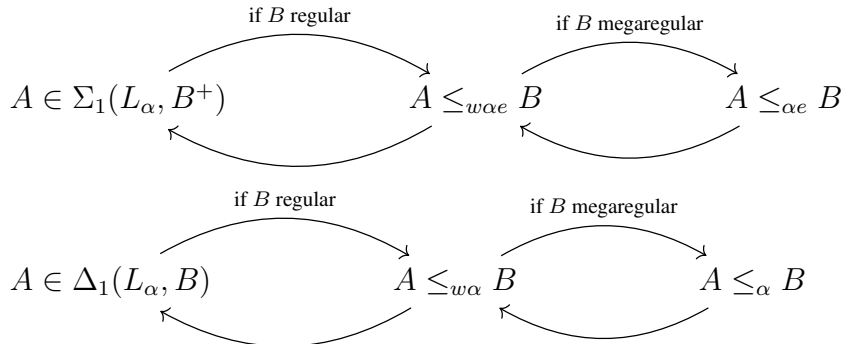 if B regular if B megaregular
A ∈ Σ₁(L_α, B⁺) A ≤_{wαe} B A ≤_{αe} B
if B regular if B megaregular
A ∈ Δ₁(L_α, B) A ≤_{wα} B A ≤_α B